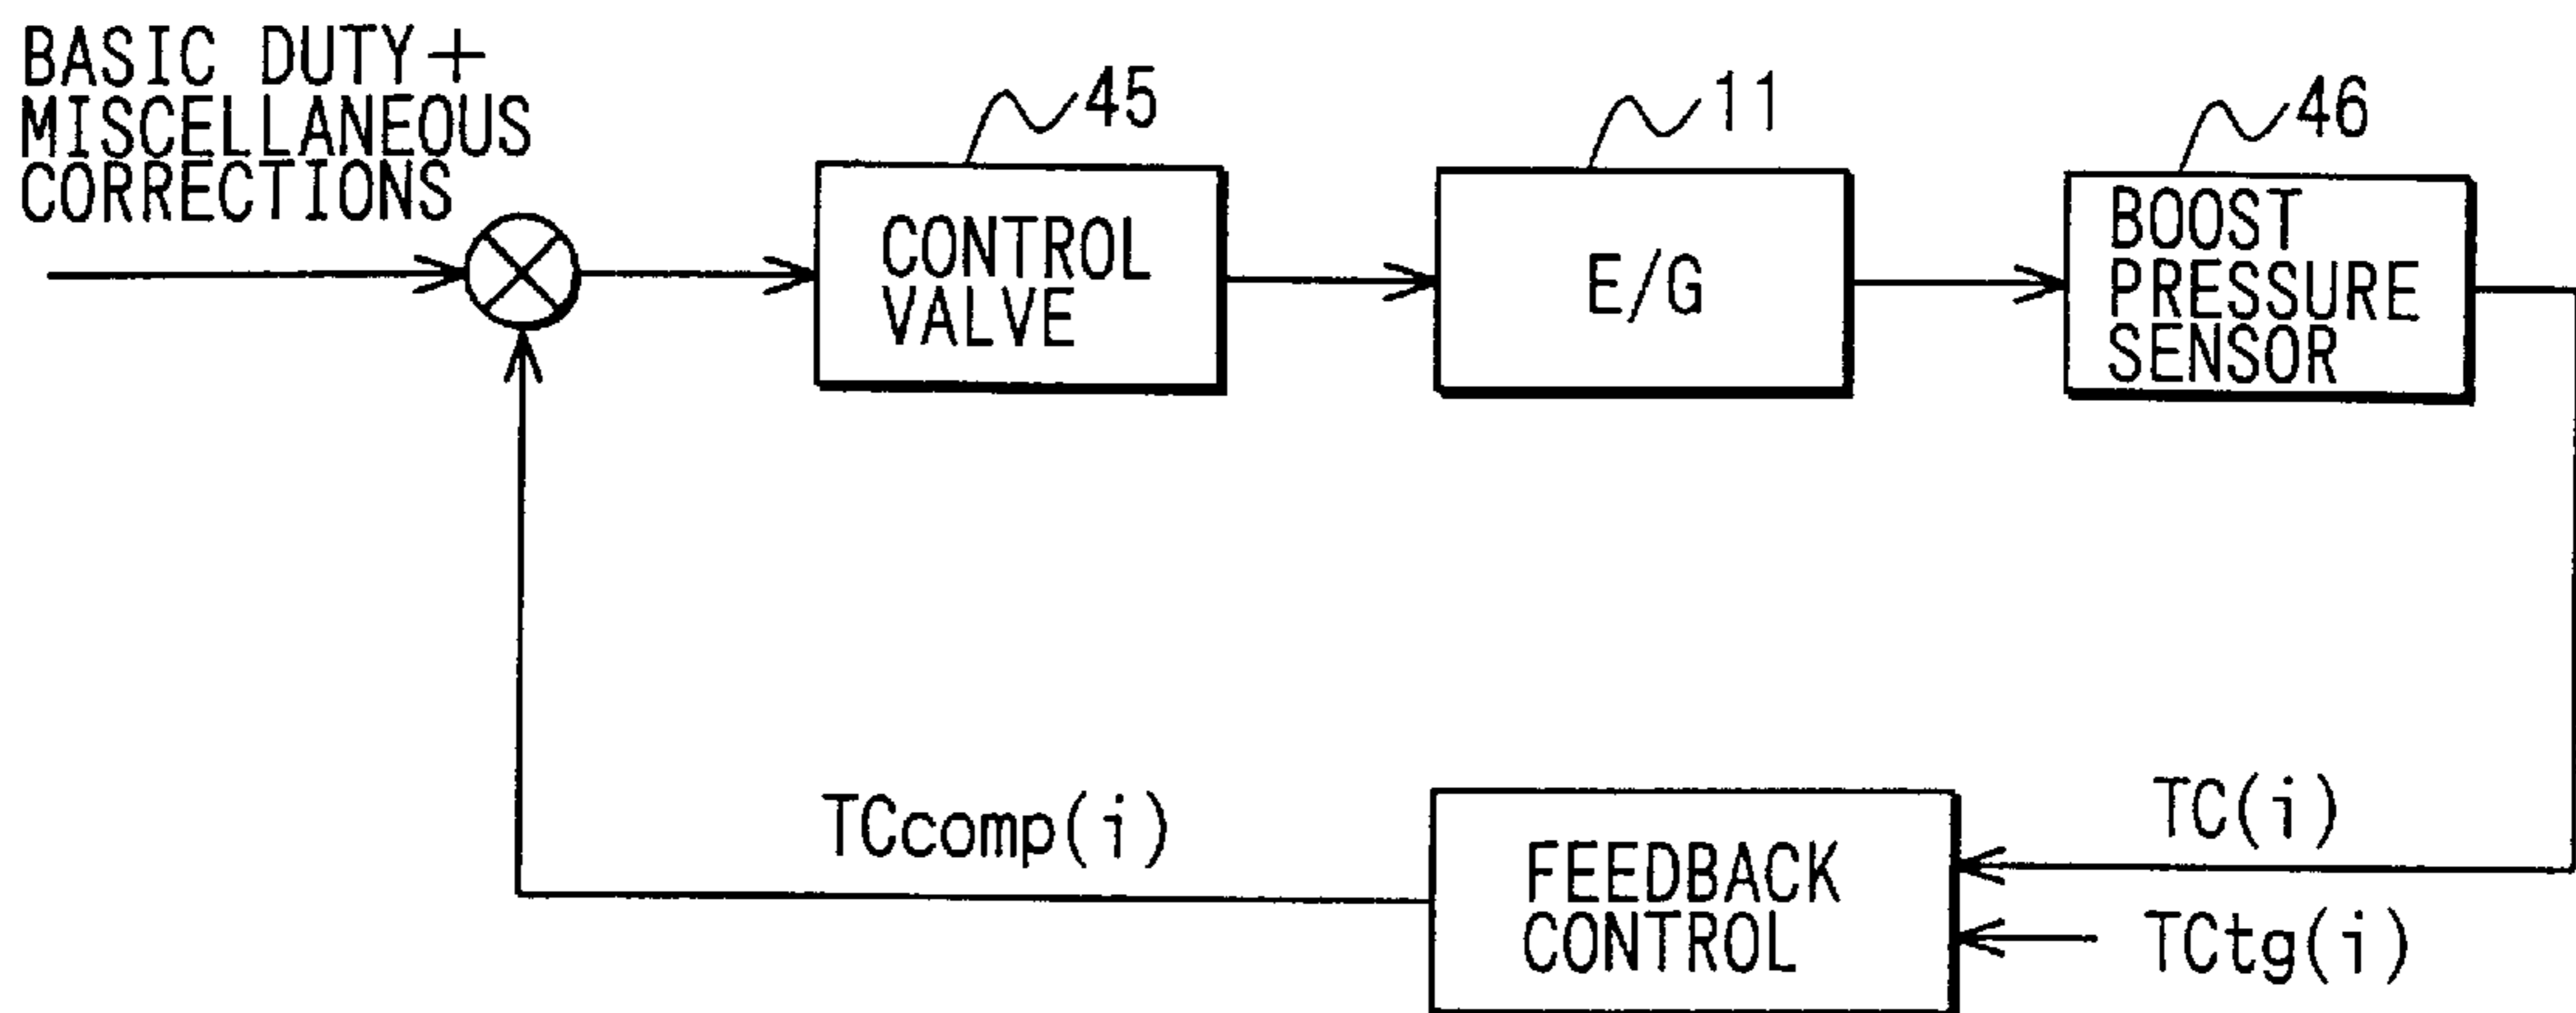 BASIC DUTY+
MISCELLANEOUS
CORRECTIONS
45
11
46
CONTROL
VALVE
E/G
BOOST
PRESSURE
SENSOR
TCcomp(i)
FEEDBACK
CONTROL
TC(i)
TCtg(i)